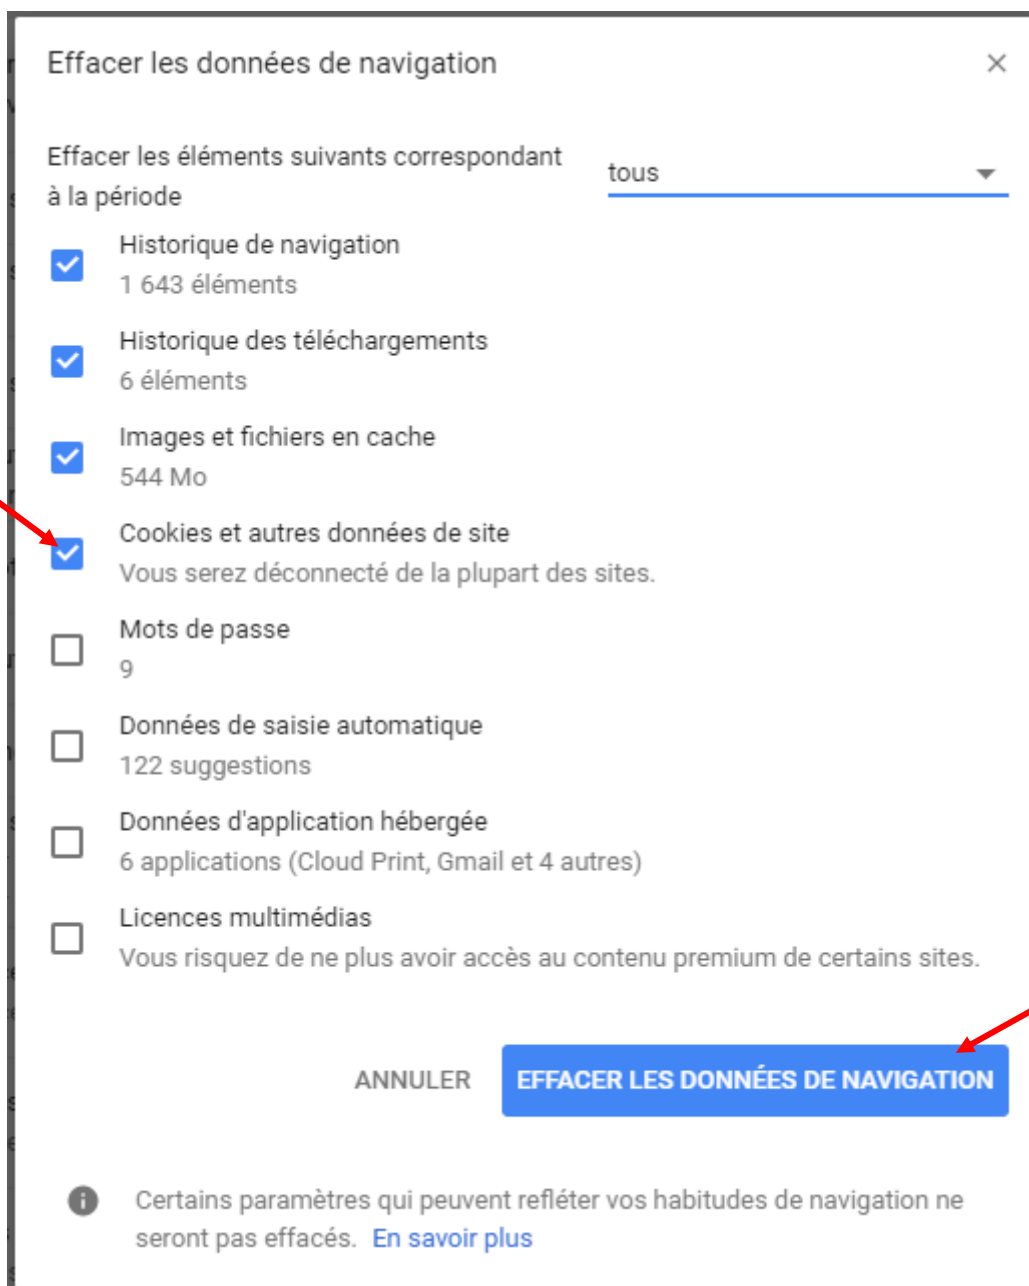 Effacer les données de navigation
Effacer les éléments suivants correspondant
à la période
tous
Historique de navigation
1 643 éléments
Historique des téléchargements
6 éléments
Images et fichiers en cache
544 Mo
Cookies et autres données de site
Vous serez déconnecté de la plupart des sites.
Mots de passe
9
Données de saisie automatique
122 suggestions
Données d'application hébergée
6 applications (Cloud Print, Gmail et 4 autres)
Licences multimédias
Vous risquez de ne plus avoir accès au contenu premium de certains sites.
ANNULER
EFFACER LES DONNÉES DE NAVIGATION
Certains paramètres qui peuvent refléter vos habitudes de navigation ne
seront pas effacés. En savoir plus